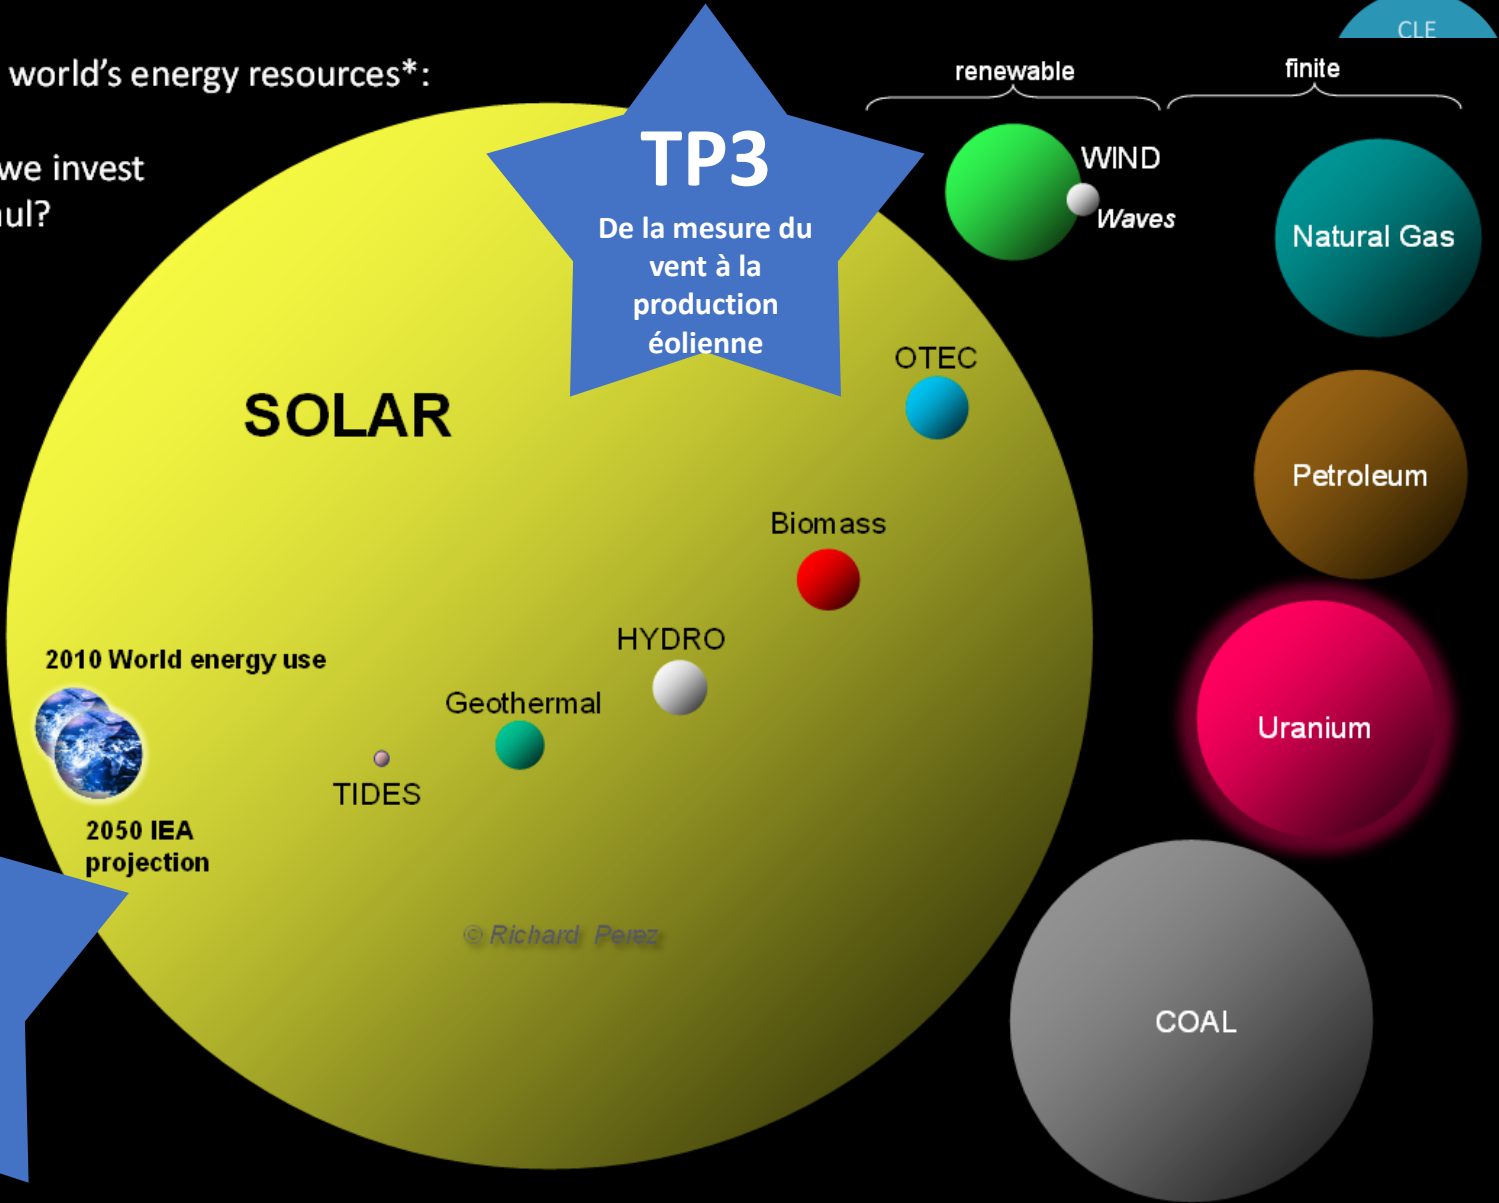 CLE
world's energy resources*:
we invest
renewable
finite
TP3
De la mesure du
vent à la
production
éolienne
WIND
Waves
Natural Gas
OTEC
SOLAR
Petroleum
Biomass
HYDRO
2010 World energy use
Geothermal
Uranium
TIDES
2050 IEA
projection
© Richard Perez
COAL